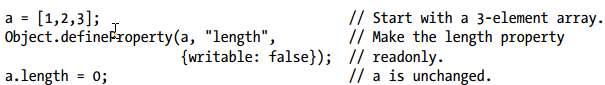 a = [1,2,3]; // Start with a 3-element array.
Object.defineProperty(a, "length", // Make the length property
{writable: false}); // readonly.
a.length = 0; // a is unchanged.